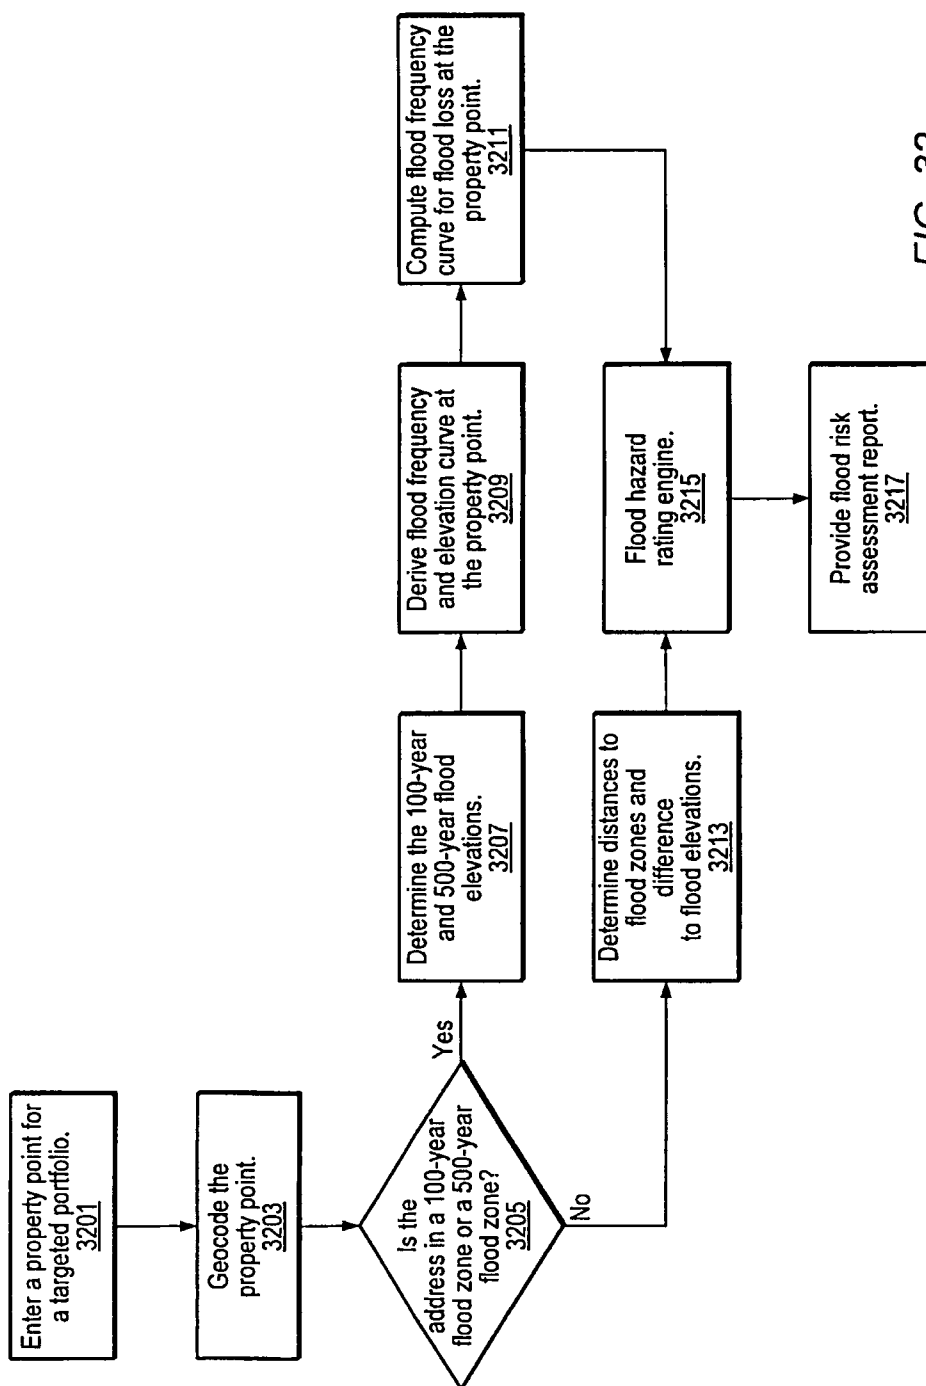 Enter a property point for
a targeted portfolio.
3201
Geocode the
property point.
3203
Is the
address in a 100-year
flood zone or a 500-year
flood zone?
3205
Yes
No
Determine the 100-year
and 500-year flood
elevations.
3207
Derive flood frequency
and elevation curve at
the property point.
3209
Compute flood frequency
curve for flood loss at the
property point.
3211
Determine distances to
flood zones and
difference
to flood elevations.
3213
Flood hazard
rating engine.
3215
Provide flood risk
assessment report.
3217